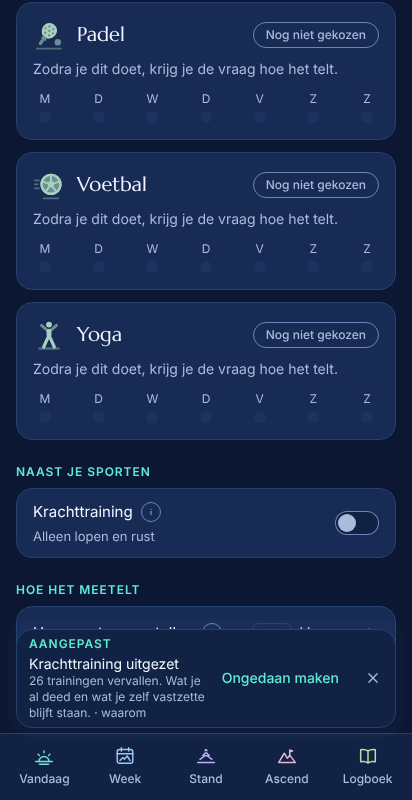 Padel
Nog niet gekozen
Zodra je dit doet, krijg je de vraag hoe het telt.
M D W D V Z Z
Voetbal
Nog niet gekozen
Zodra je dit doet, krijg je de vraag hoe het telt.
M D W D V Z Z
Yoga
Nog niet gekozen
Zodra je dit doet, krijg je de vraag hoe het telt.
M D W D V Z Z
NAAST JE SPORTEN
Krachttraining i
Alleen lopen en rust
HOE HET MEETELT
AANGEPAST
Krachttraining uitgezet
26 trainingen vervallen. Wat je
al deed en wat je zelf vastzette
blijft staan. · waarom
Ongedaan maken
Vandaag Week Stand Ascend Logboek